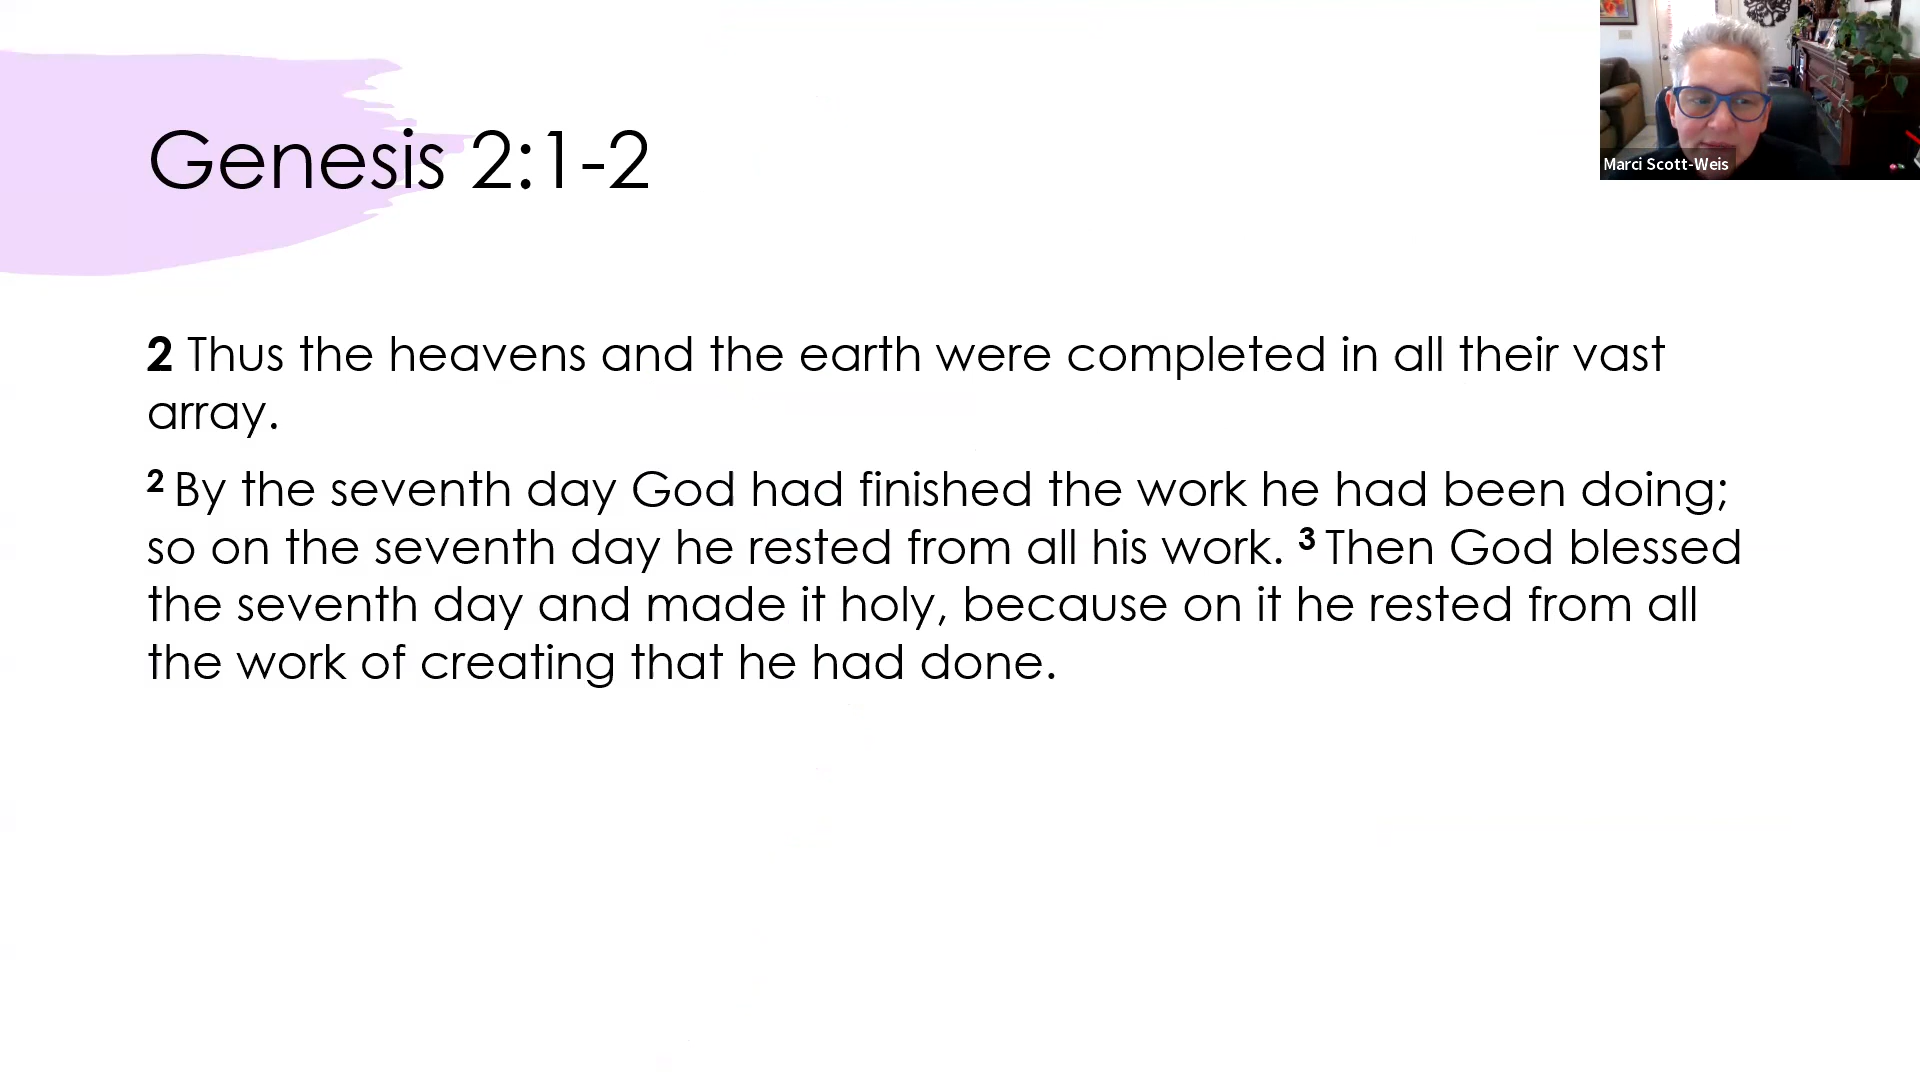 Genesis 2:1-2
Marci Scott-Weis
2 Thus the heavens and the earth were completed in all their vast
array.
2 By the seventh day God had finished the work he had been doing;
so on the seventh day he rested from all his work. 3 Then God blessed
the seventh day and made it holy, because on it he rested from all
the work of creating that he had done.